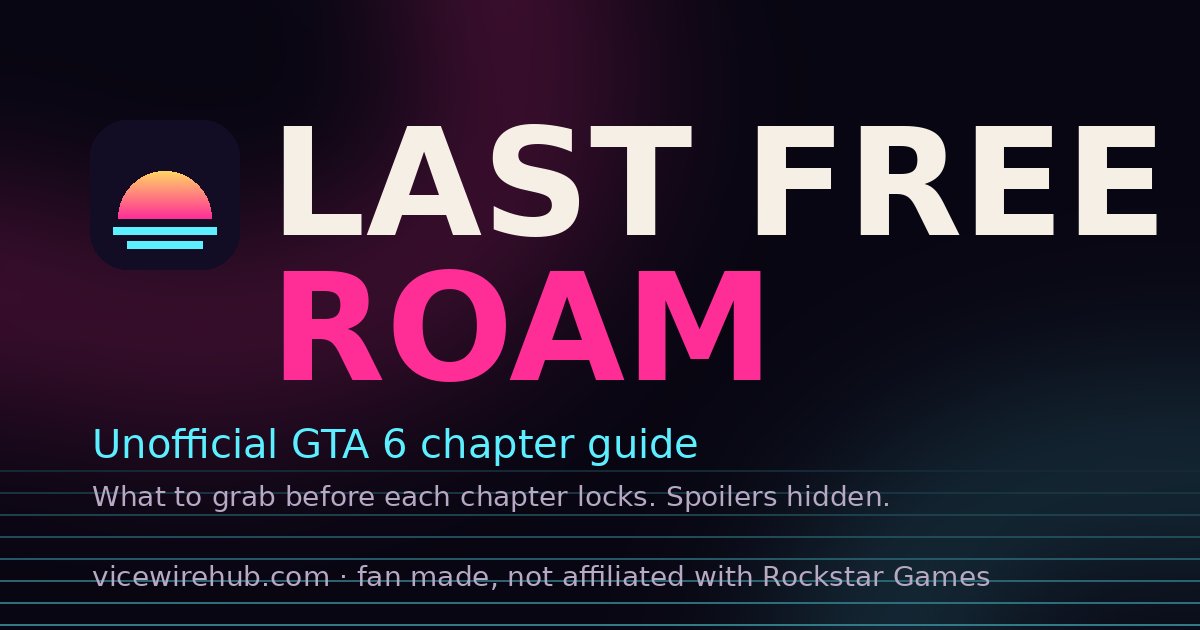 LAST FREE
ROAM
Unofficial GTA 6 chapter guide
What to grab before each chapter locks. Spoilers hidden.
vicewirehub.com · fan made, not affiliated with Rockstar Games